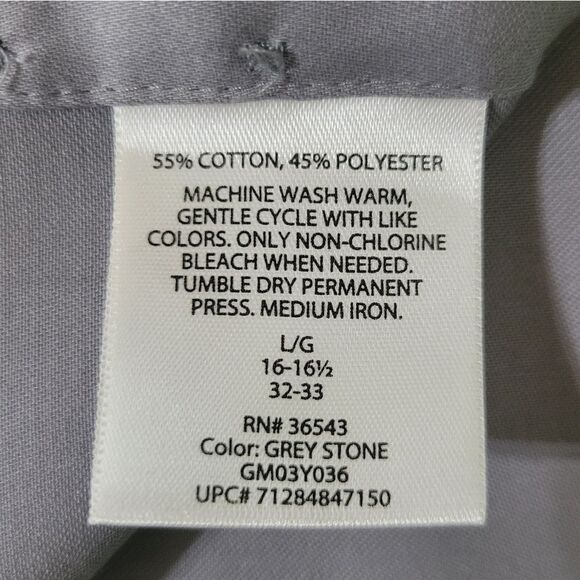 55% COTTON, 45% POLYESTER
MACHINE WASH WARM,
GENTLE CYCLE WITH LIKE
COLORS. ONLY NON-CHLORINE
BLEACH WHEN NEEDED.
TUMBLE DRY PERMANENT
PRESS. MEDIUM IRON.
L/G
16-16½
32-33
RN# 36543
Color: GREY STONE
GM03Y036
UPC# 71284847150